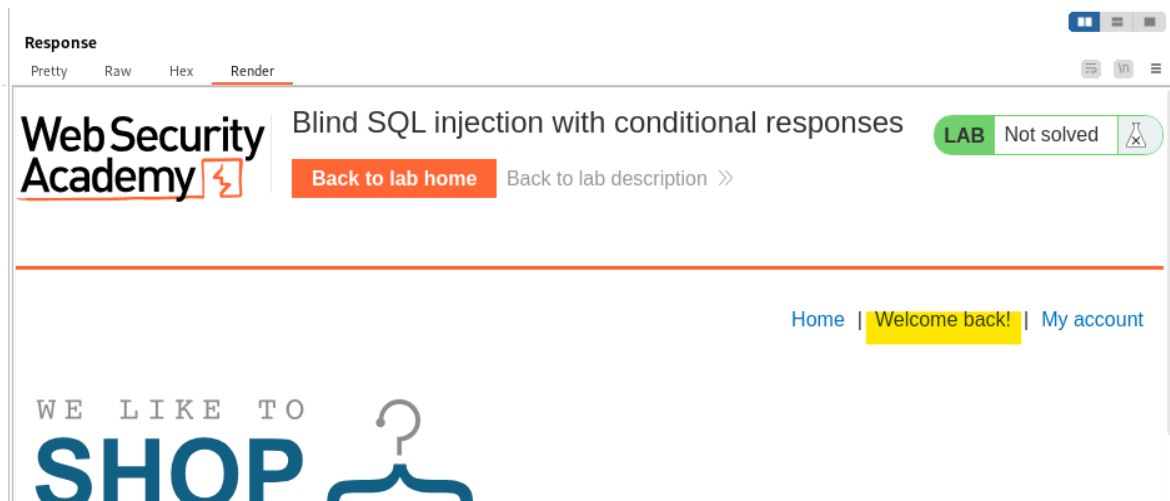 Response
Pretty Raw Hex Render
\n
Web Security
Academy
Blind SQL injection with conditional responses
LAB Not solved
Back to lab home Back to lab description
Home | Welcome back! | My account
WE LIKE TO
SHOP